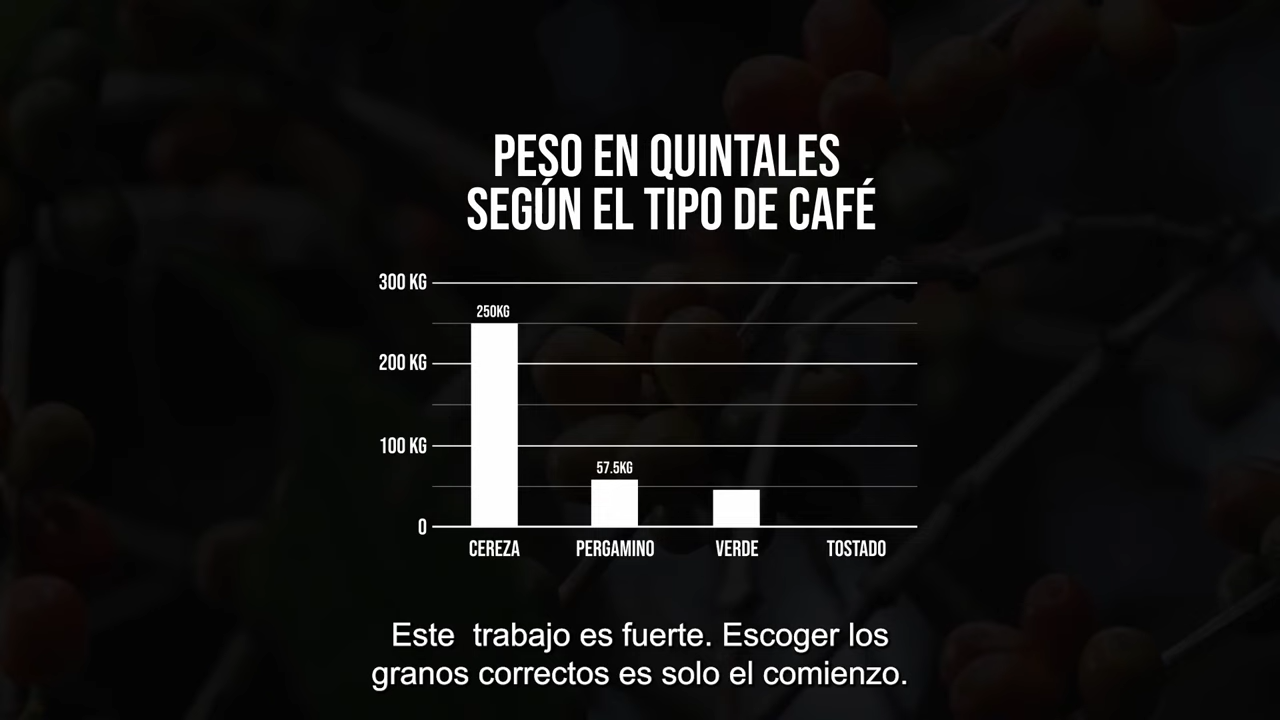 PESO EN QUINTALES
SEGÚN EL TIPO DE CAFÉ
300 KG
250KG
200 KG
100 KG
57.5KG
0
CEREZA PERGAMINO VERDE TOSTADO
Este  trabajo es fuerte. Escoger los
granos correctos es solo el comienzo.